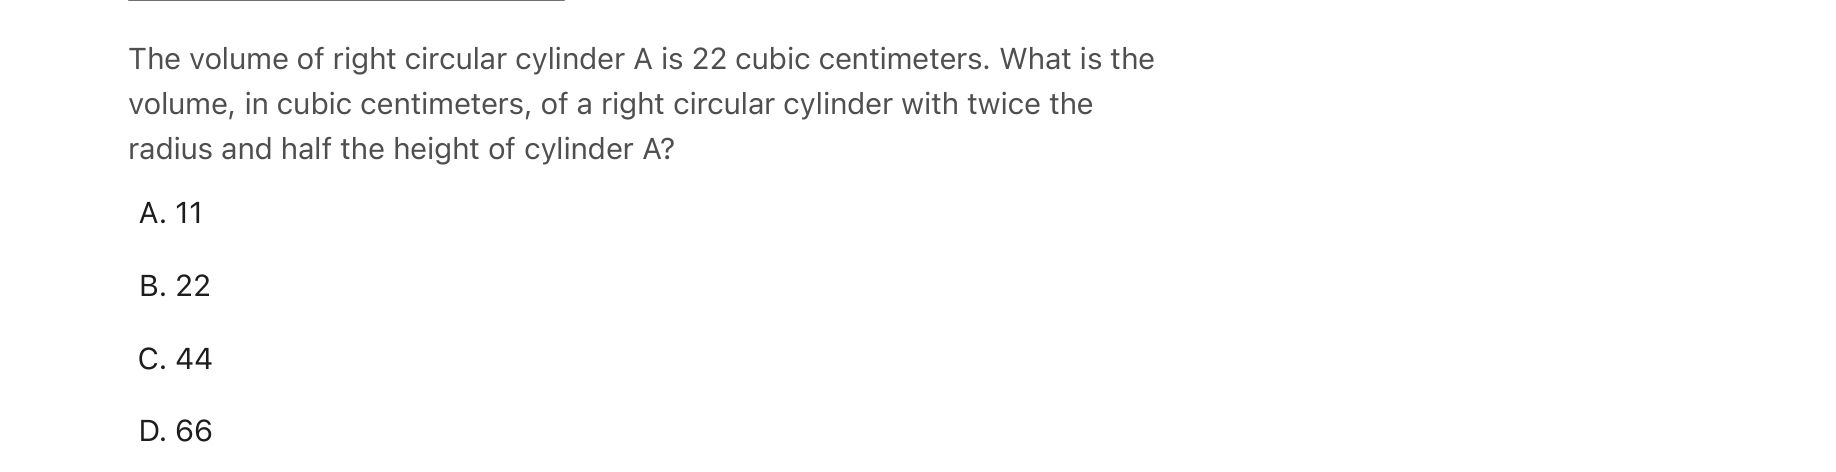 The volume of right circular cylinder A is 22 cubic centimeters. What is the
volume, in cubic centimeters, of a right circular cylinder with twice the
radius and half the height of cylinder A?
A. 11
B. 22
C. 44
D. 66